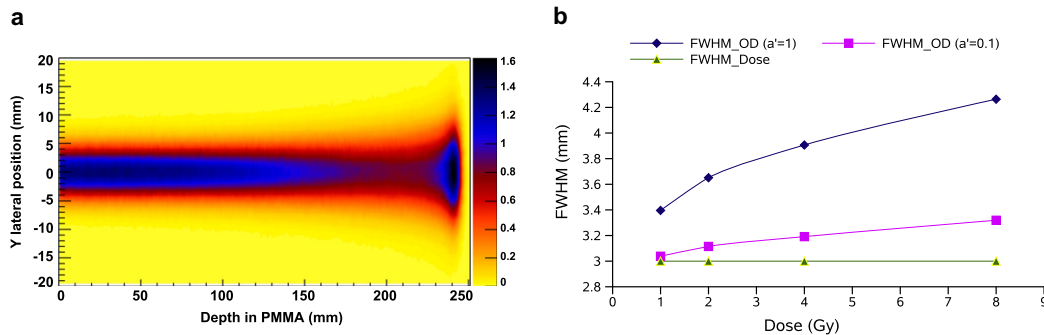 a
Y lateral position (mm)
20
15
10
5
0
-5
-10
-15
-20
0 50 100 150 200 250
Depth in PMMA (mm)
1.6
1.4
1.2
1
0.8
0.6
0.4
0.2
0
b
FWHM_OD (a'=1) FWHM_OD (a'=0.1)
FWHM_Dose
FWHM (mm)
4.4
4.2
4
3.8
3.6
3.4
3.2
3
2.8
0 1 2 3 4 5 6 7 8 9
Dose (Gy)